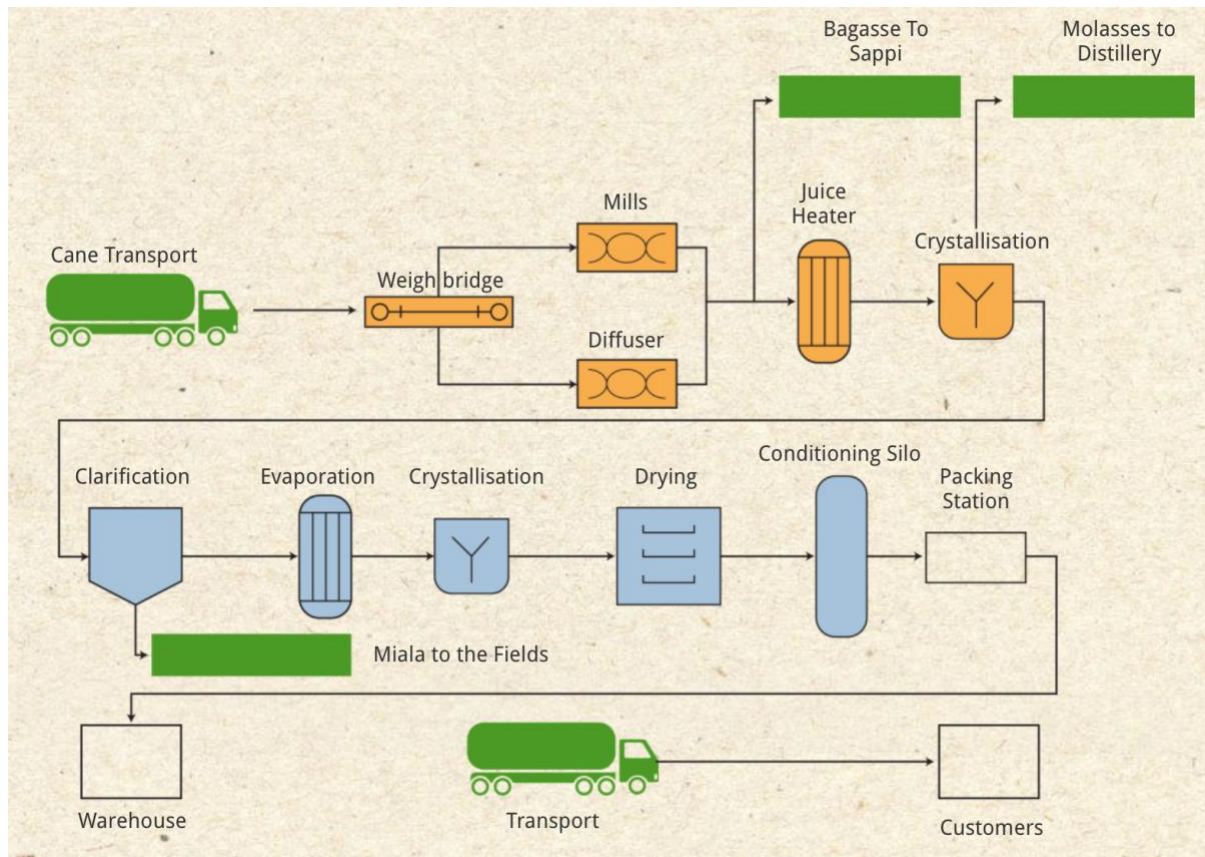 Bagasse To
Sappi
Molasses to
Distillery
Mills
Juice
Heater
Crystallisation
Cane Transport
Weigh bridge
Diffuser
Clarification
Evaporation
Crystallisation
Drying
Conditioning Silo
Packing
Station
Miala to the Fields
Warehouse
Transport
Customers